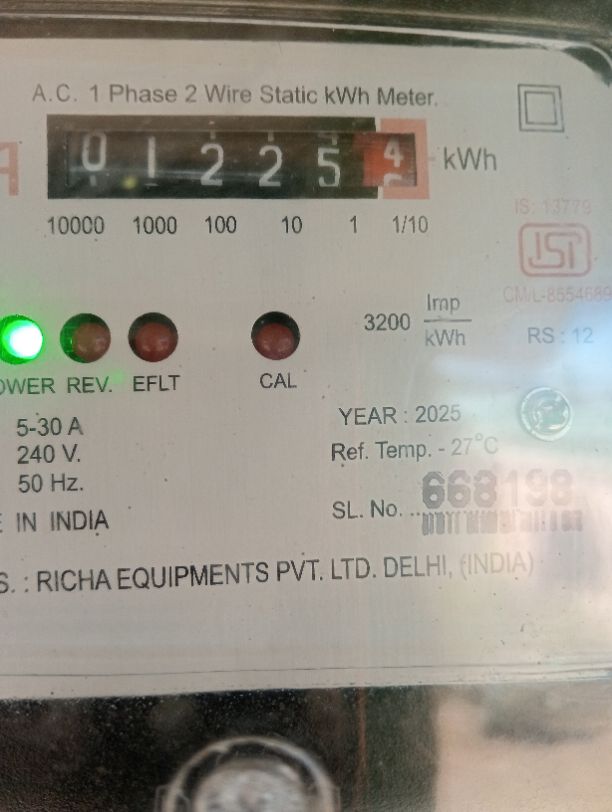 A.C. 1 Phase 2 Wire Static kWh Meter.
A
0 1 2 2 5 4 kWh
10000 1000 100 10 1 1/10
IS: 13779
ISI
CM/L-8554689
3200 Imp
kWh
RS : 12
OWER REV. EFLT CAL
5-30 A
240 V.
50 Hz.
E IN INDIA
YEAR : 2025
Ref. Temp. - 27°C
SL. No. ... 668198
S. : RICHA EQUIPMENTS PVT. LTD. DELHI, (INDIA)